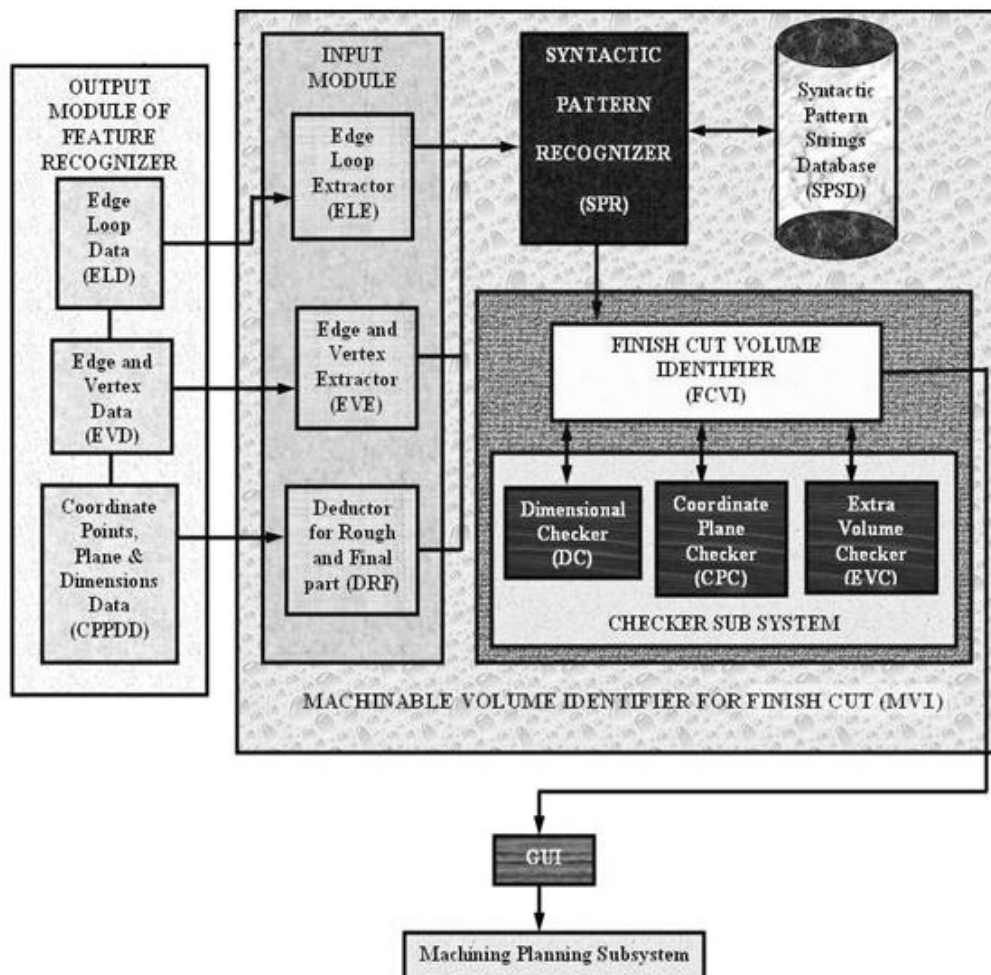 OUTPUT
MODULE OF
FEATURE
RECOGNIZER
Edge
Loop
Data
(ELD)
Edge and
Vertex
Data
(EVD)
Coordinate
Points,
Plane &
Dimensions
Data
(CPPDD)
INPUT
MODULE
Edge
Loop
Extractor
(ELE)
Edge and
Vertex
Extractor
(EVE)
Deductor for
Rough
and Final
part (DRF)
SYNTACTIC
PATTERN
RECOGNIZER
(SPR)
Syntactic
Pattern
Strings
Database
(SPSD)
FINISH CUT VOLUME
IDENTIFIER
(FCVI)
Dimensional
Checker
(DC)
Coordinate
Plane
Checker
(CPC)
Extra
Volume
Checker
(EVC)
CHECKER SUB SYSTEM
MACHINABLE VOLUME IDENTIFIER FOR FINISH CUT (MVI)
GUI
Machining Planning Subsystem